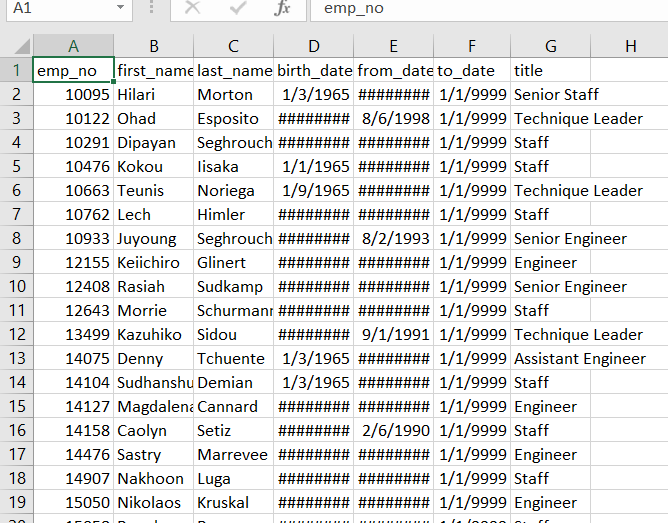 A1 fx emp_no
A B C D E F G H
1 emp_no first_name last_name birth_date from_date to_date title
2 10095 Hilari Morton 1/3/1965 ######## 1/1/9999 Senior Staff
3 10122 Ohad Esposito ######## 8/6/1998 1/1/9999 Technique Leader
4 10291 Dipayan Seghrouch ######## ######## 1/1/9999 Staff
5 10476 Kokou Iisaka 1/1/1965 ######## 1/1/9999 Staff
6 10663 Teunis Noriega 1/9/1965 ######## 1/1/9999 Technique Leader
7 10762 Lech Himler ######## ######## 1/1/9999 Staff
8 10933 Juyoung Seghrouch ######## 8/2/1993 1/1/9999 Senior Engineer
9 12155 Keiichiro Glinert ######## ######## 1/1/9999 Engineer
10 12408 Rasiah Sudkamp ######## ######## 1/1/9999 Senior Engineer
11 12643 Morrie Schurmann ######## ######## 1/1/9999 Staff
12 13499 Kazuhiko Sidou ######## 9/1/1991 1/1/9999 Technique Leader
13 14075 Denny Tchuente 1/3/1965 ######## 1/1/9999 Assistant Engineer
14 14104 Sudhanshu Demian 1/3/1965 ######## 1/1/9999 Staff
15 14127 Magdalena Cannard ######## ######## 1/1/9999 Engineer
16 14158 Caolyn Setiz ######## 2/6/1990 1/1/9999 Staff
17 14476 Sastry Marrevee ######## ######## 1/1/9999 Engineer
18 14907 Nakhoon Luga ######## ######## 1/1/9999 Staff
19 15050 Nikolaos Kruskal ######## ######## 1/1/9999 Engineer